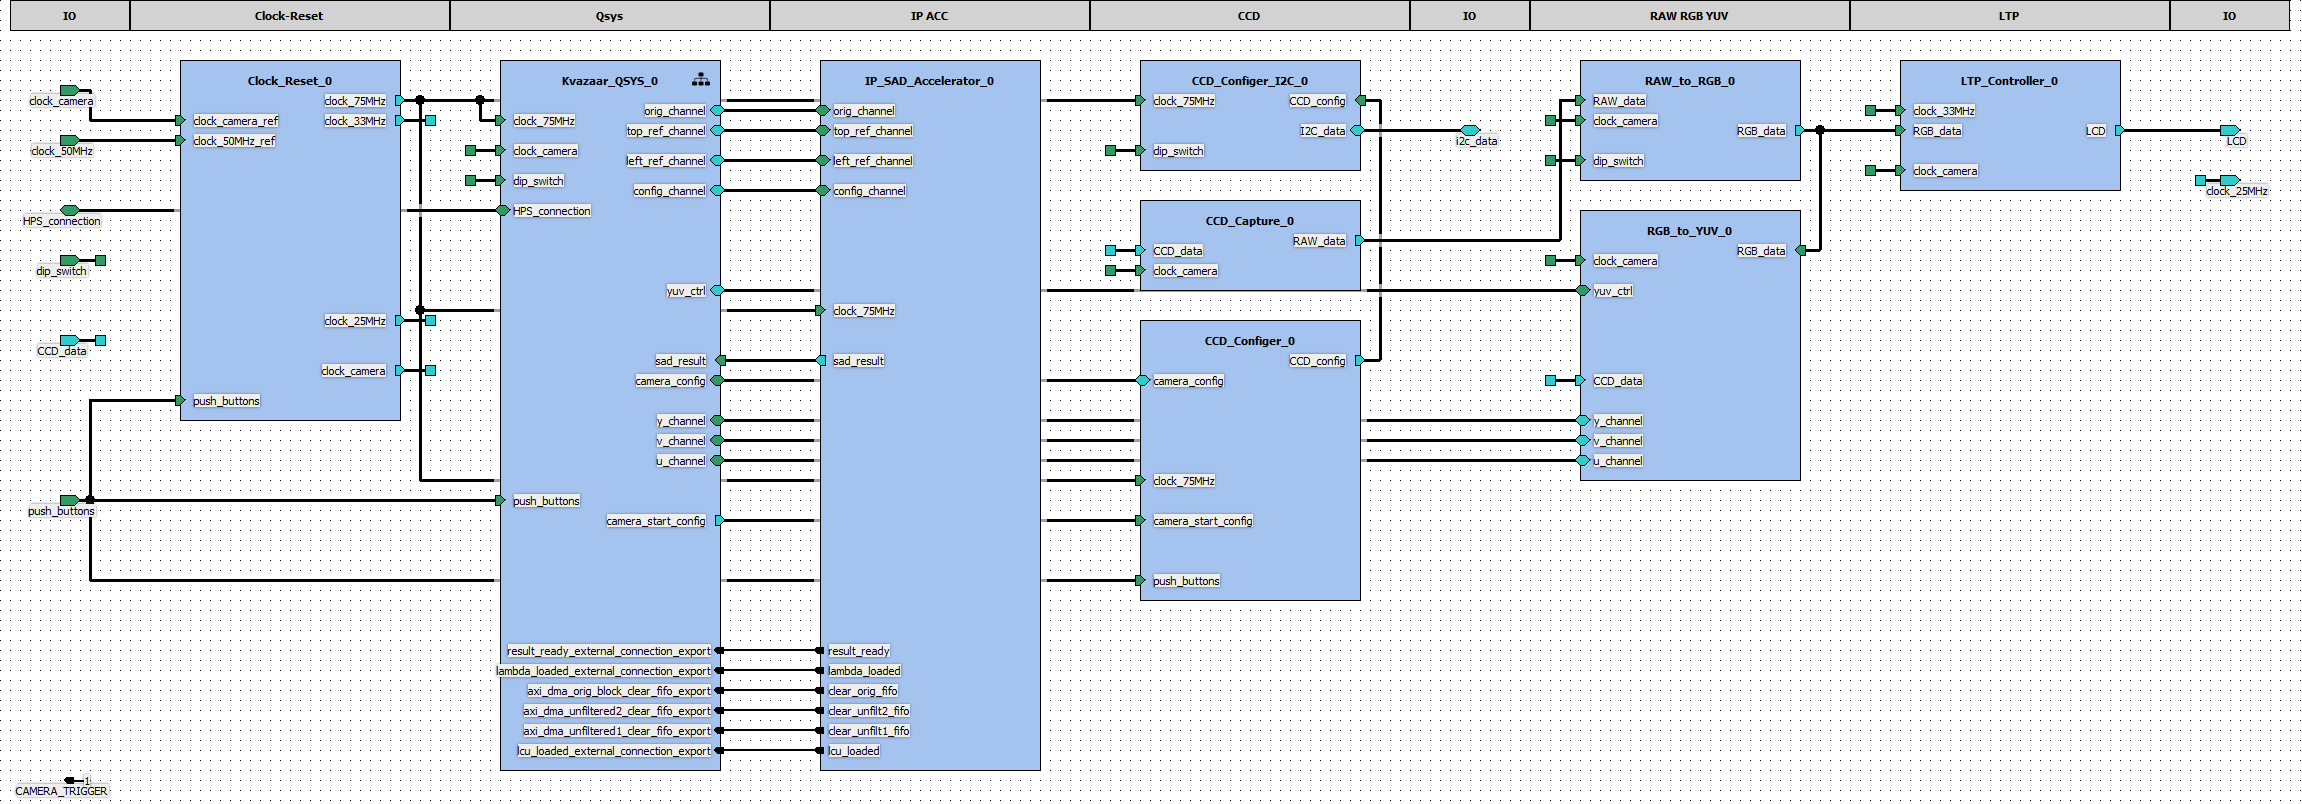 IO
Clock-Reset
Qsys
IP ACC
CCD
IO
RAW RGB YUV
LTP
IO
clock_camera
clock_50MHz
HPS_connection
dip_switch
CCD_data
push_buttons
1
CAMERA_TRIGGER
Clock_Reset_0
clock_75MHz
clock_camera_ref
clock_33MHz
clock_50MHz_ref
clock_25MHz
clock_camera
push_buttons
Kvazaar_QSYS_0
orig_channel
clock_75MHz
top_ref_channel
clock_camera
left_ref_channel
dip_switch
config_channel
HPS_connection
yuv_ctrl
sad_result
camera_config
y_channel
v_channel
u_channel
push_buttons
camera_start_config
result_ready_external_connection_export
lambda_loaded_external_connection_export
axi_dma_orig_block_clear_fifo_export
axi_dma_unfiltered2_clear_fifo_export
axi_dma_unfiltered1_clear_fifo_export
lcu_loaded_external_connection_export
IP_SAD_Accelerator_0
orig_channel
top_ref_channel
left_ref_channel
config_channel
clock_75MHz
sad_result
result_ready
lambda_loaded
clear_orig_fifo
clear_unfilt2_fifo
clear_unfilt1_fifo
lcu_loaded
CCD_Configer_I2C_0
clock_75MHz
CCD_config
I2C_data
dip_switch
CCD_Capture_0
RAW_data
CCD_data
clock_camera
CCD_Configer_0
CCD_config
camera_config
clock_75MHz
camera_start_config
push_buttons
i2c_data
RAW_to_RGB_0
RAW_data
clock_camera
RGB_data
dip_switch
RGB_to_YUV_0
RGB_data
clock_camera
yuv_ctrl
CCD_data
y_channel
v_channel
u_channel
LTP_Controller_0
clock_33MHz
RGB_data
LCD
clock_camera
LCD
clock_25MHz